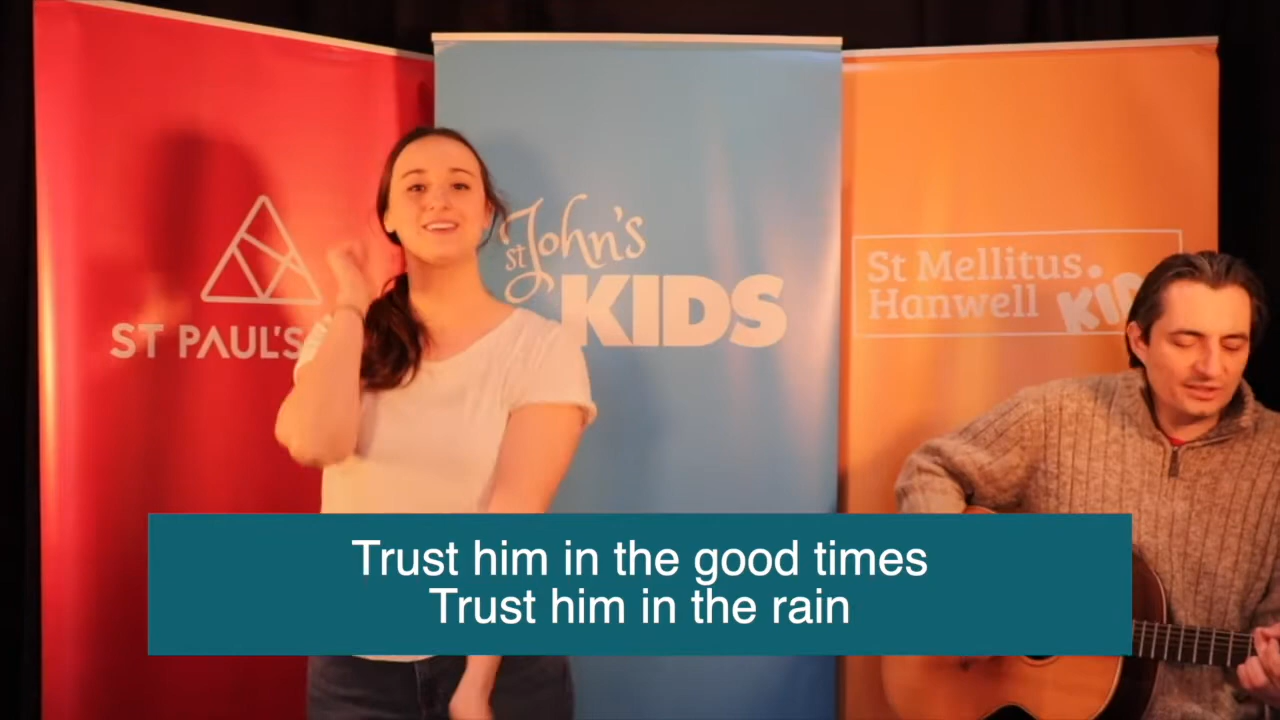 ST PAUL'S
st John's
KIDS
St Mellitus
Hanwell
Trust him in the good times
Trust him in the rain